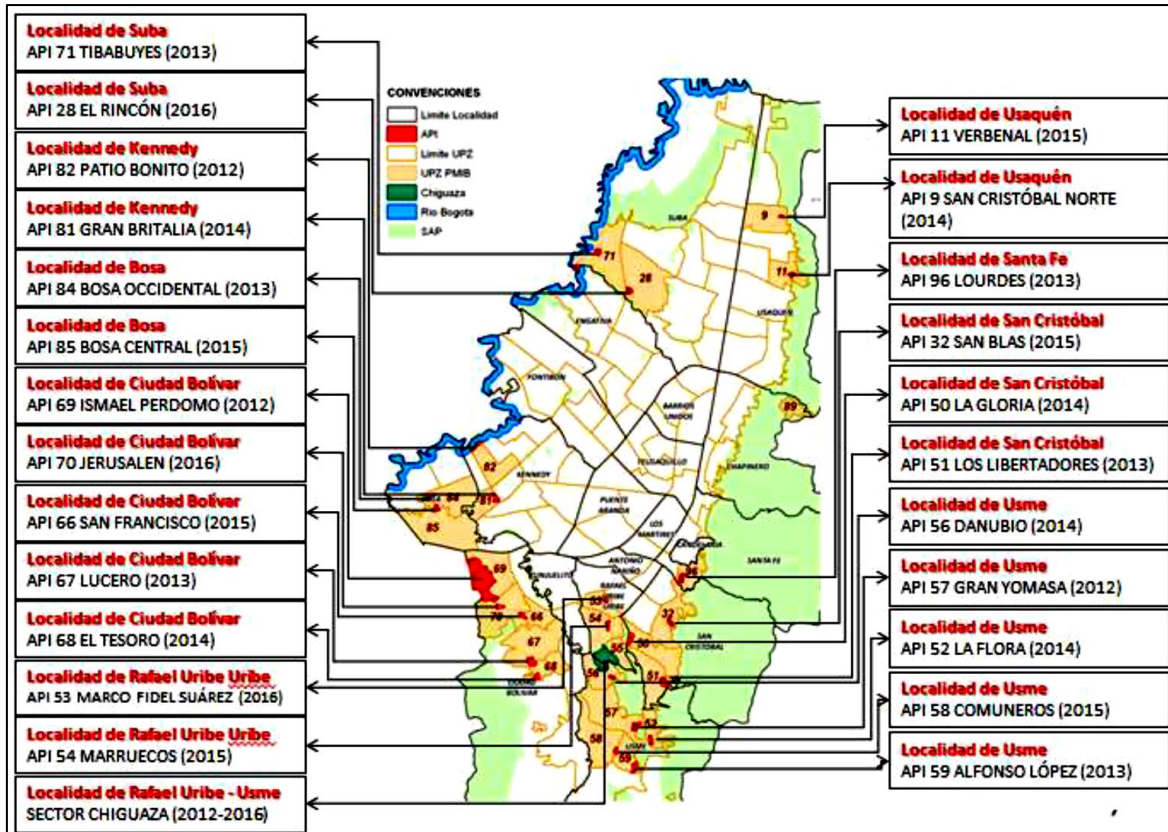 Localidad de Suba
API 71 TIBABUYES (2013)
Localidad de Suba
API 28 EL RINCÓN (2016)
Localidad de Kennedy
API 82 PATIO BONITO (2012)
Localidad de Kennedy
API 81 GRAN BRITALIA (2014)
Localidad de Bosa
API 84 BOSA OCCIDENTAL (2013)
Localidad de Bosa
API 85 BOSA CENTRAL (2015)
Localidad de Ciudad Bolívar
API 69 ISMAEL PERDOMO (2012)
Localidad de Ciudad Bolívar
API 70 JERUSALEN (2016)
Localidad de Ciudad Bolívar
API 66 SAN FRANCISCO (2015)
Localidad de Ciudad Bolívar
API 67 LUCERO (2013)
Localidad de Ciudad Bolívar
API 68 EL TESORO (2014)
Localidad de Rafael Uribe Uribe
API 53 MARCO FIDEL SUÁREZ (2016)
Localidad de Rafael Uribe Uribe
API 54 MARRUECOS (2015)
Localidad de Rafael Uribe - Usme
SECTOR CHIGUAZA (2012-2016)
CONVENCIONES
Limite Localidad
API
Limite UPZ
UPZ PMIB
Chiguaza
Rio Bogota
SAP
SUBA
9
71
28
11
USAQUEN
ENGATIVA
FONTIBON
BARRIOS
UNIDOS
89
TEUSAQUILLO
CHAPINERO
82
KENNEDY
84
81
85
PUENTE
ARANDA
LOS
MARTIRES
CANDELARIA
SANTA FE
ANTONIO
NARIÑO
TUNJUELITO
69
RAFAEL
URIBE
URIBE
53
70
66
54
32
SAN
CRISTOBAL
67
55
50
68
56
51
CIUDAD
BOLIVAR
57
52
58
USME
59
Localidad de Usaquén
API 11 VERBENAL (2015)
Localidad de Usaquén
API 9 SAN CRISTÓBAL NORTE
(2014)
Localidad de Santa Fe
API 96 LOURDES (2013)
Localidad de San Cristóbal
API 32 SAN BLAS (2015)
Localidad de San Cristóbal
API 50 LA GLORIA (2014)
Localidad de San Cristóbal
API 51 LOS LIBERTADORES (2013)
Localidad de Usme
API 56 DANUBIO (2014)
Localidad de Usme
API 57 GRAN YOMASA (2012)
Localidad de Usme
API 52 LA FLORA (2014)
Localidad de Usme
API 58 COMUNEROS (2015)
Localidad de Usme
API 59 ALFONSO LÓPEZ (2013)